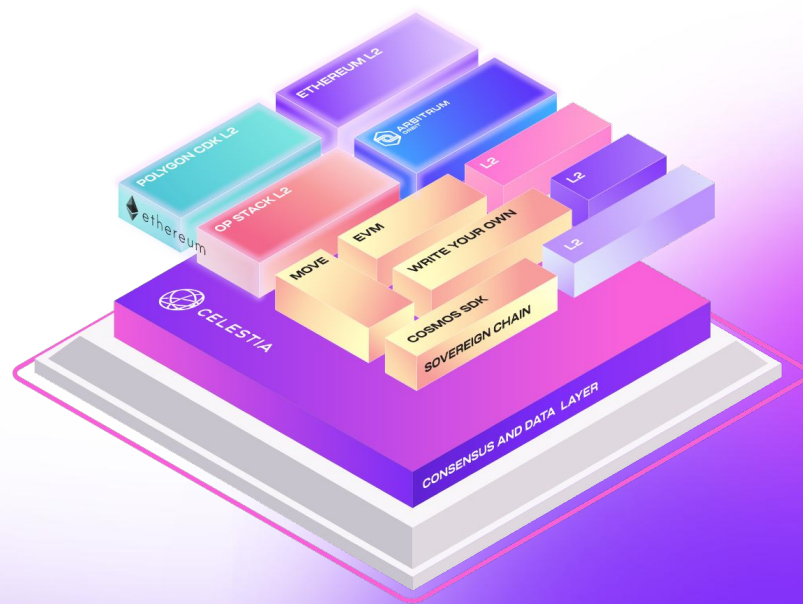 ETHEREUM L2
ARBITRUM
ORBIT
POLYGON CDK L2
ethereum
OP STACK L2
L2
L2
L2
EVM
WRITE YOUR OWN
MOVE
COSMOS SDK
SOVEREIGN CHAIN
CELESTIA
CONSENSUS AND DATA LAYER